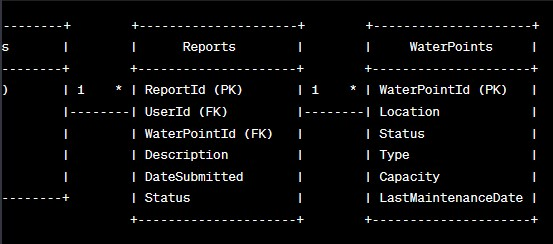 --------+       +--------------------+       +--------------------+
s       |       |      Reports       |       |    WaterPoints     |
--------+       +--------------------+       +--------------------+
)       | 1   * | ReportId (PK)      | 1   * | WaterPointId (PK)  |
        |-------| UserId (FK)        |-------| Location           |
        |       | WaterPointId (FK)  |       | Status             |
        |       | Description        |       | Type               |
        |       | DateSubmitted      |       | Capacity           |
--------+       | Status             |       | LastMaintenanceDate |
                +--------------------+       +--------------------+